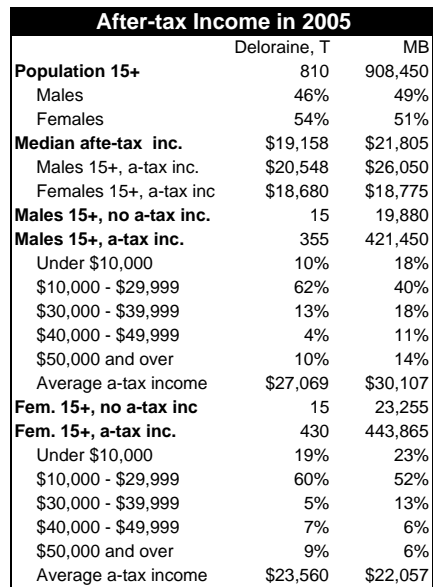 After-tax Income in 2005
Deloraine, T MB
Population 15+ 810 908,450
Males 46% 49%
Females 54% 51%
Median afte-tax inc. $19,158 $21,805
Males 15+, a-tax inc. $20,548 $26,050
Females 15+, a-tax inc $18,680 $18,775
Males 15+, no a-tax inc. 15 19,880
Males 15+, a-tax inc. 355 421,450
Under $10,000 10% 18%
$10,000 - $29,999 62% 40%
$30,000 - $39,999 13% 18%
$40,000 - $49,999 4% 11%
$50,000 and over 10% 14%
Average a-tax income $27,069 $30,107
Fem. 15+, no a-tax inc 15 23,255
Fem. 15+, a-tax inc. 430 443,865
Under $10,000 19% 23%
$10,000 - $29,999 60% 52%
$30,000 - $39,999 5% 13%
$40,000 - $49,999 7% 6%
$50,000 and over 9% 6%
Average a-tax income $23,560 $22,057